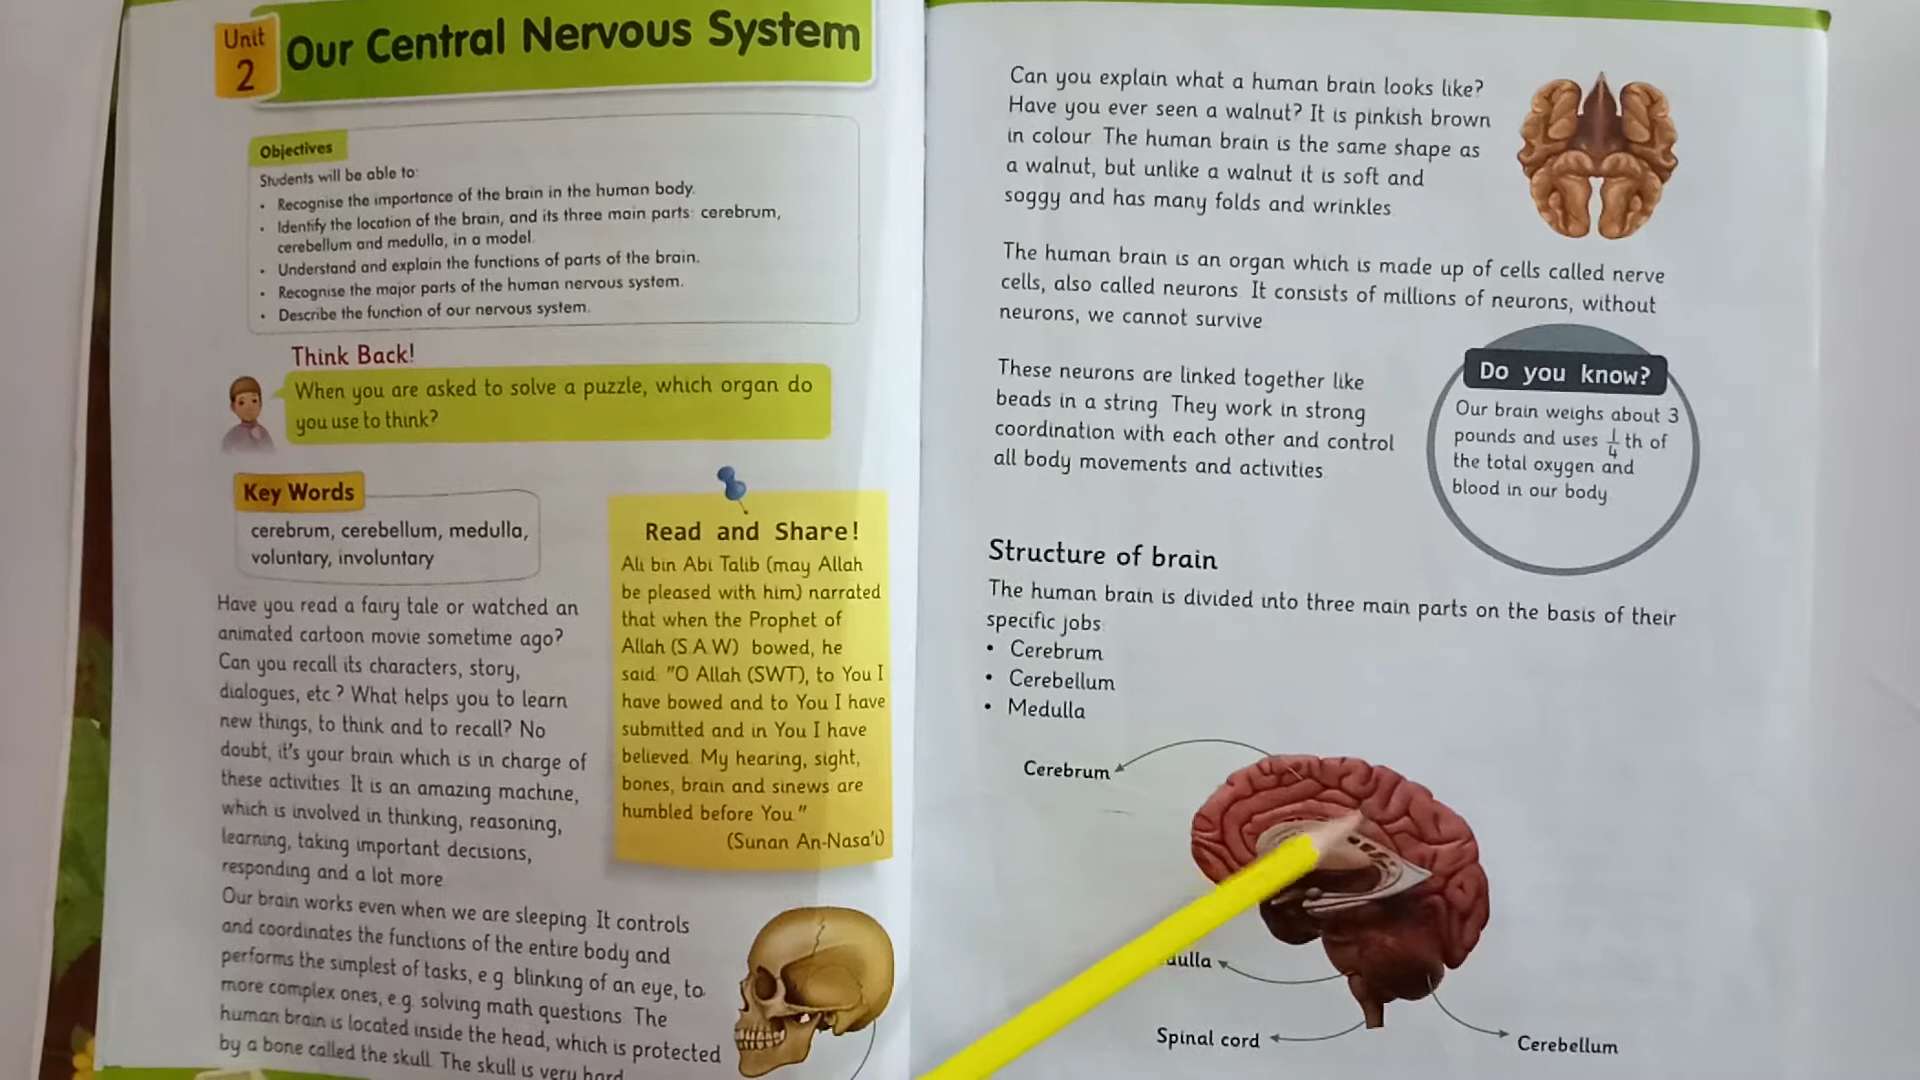 Unit
2
Our Central Nervous System
Objectives
Students will be able to:
• Recognise the importance of the brain in the human body.
• Identify the location of the brain, and its three main parts: cerebrum,
cerebellum and medulla, in a model.
• Understand and explain the functions of parts of the brain.
• Recognise the major parts of the human nervous system.
• Describe the function of our nervous system.
Think Back!
When you are asked to solve a puzzle, which organ do
you use to think?
Key Words
cerebrum, cerebellum, medulla,
voluntary, involuntary
Have you read a fairy tale or watched an
animated cartoon movie sometime ago?
Can you recall its characters, story,
dialogues, etc.? What helps you to learn
new things, to think and to recall? No
doubt, it's your brain which is in charge of
these activities. It is an amazing machine,
which is involved in thinking, reasoning,
learning, taking important decisions,
responding and a lot more.
Our brain works even when we are sleeping. It controls
and coordinates the functions of the entire body and
performs the simplest of tasks, e.g. blinking of an eye, to
more complex ones, e.g. solving math questions. The
human brain is located inside the head, which is protected
by a bone called the skull. The skull is very hard
Read and Share!
Ali bin Abi Talib (may Allah
be pleased with him) narrated
that when the Prophet of
Allah (S.A.W) bowed, he
said: "O Allah (SWT), to You I
have bowed and to You I have
submitted and in You I have
believed. My hearing, sight,
bones, brain and sinews are
humbled before You."
(Sunan An-Nasa'i)
Can you explain what a human brain looks like?
Have you ever seen a walnut? It is pinkish brown
in colour. The human brain is the same shape as
a walnut, but unlike a walnut it is soft and
soggy and has many folds and wrinkles.
The human brain is an organ which is made up of cells called nerve
cells, also called neurons. It consists of millions of neurons, without
neurons, we cannot survive.
These neurons are linked together like
beads in a string. They work in strong
coordination with each other and control
all body movements and activities.
Do you know?
Our brain weighs about 3
pounds and uses 1/4 th of
the total oxygen and
blood in our body.
Structure of brain
The human brain is divided into three main parts on the basis of their
specific jobs:
• Cerebrum
• Cerebellum
• Medulla
Cerebrum
dulla
Spinal cord
Cerebellum